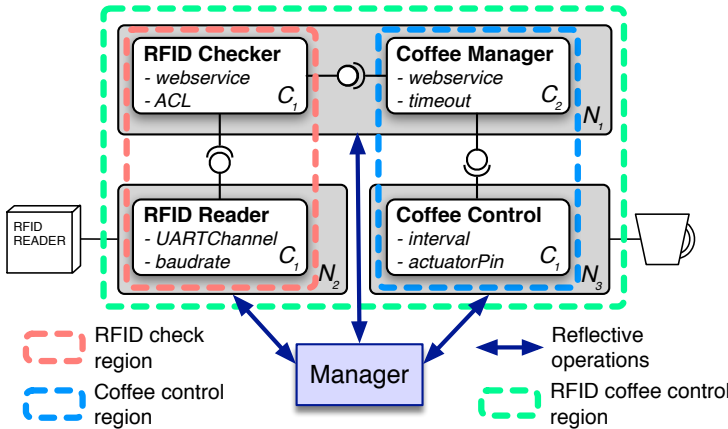 RFID Checker
- webservice
- ACL
C1
Coffee Manager
- webservice
- timeout
C2
N1
RFID
READER
RFID Reader
- UARTChannel
- baudrate
C1
N2
Coffee Control
- interval
- actuatorPin
C1
N3
RFID check
region
Coffee control
region
Manager
Reflective
operations
RFID coffee control
region